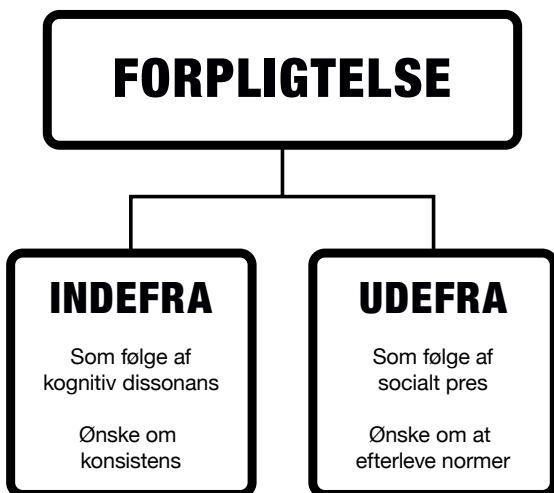 FORPLIGTELSE
INDEFRA
Som følge af
kognitiv dissonans
Ønske om
konsistens
UDEFRA
Som følge af
socialt pres
Ønske om at
efterleve normer